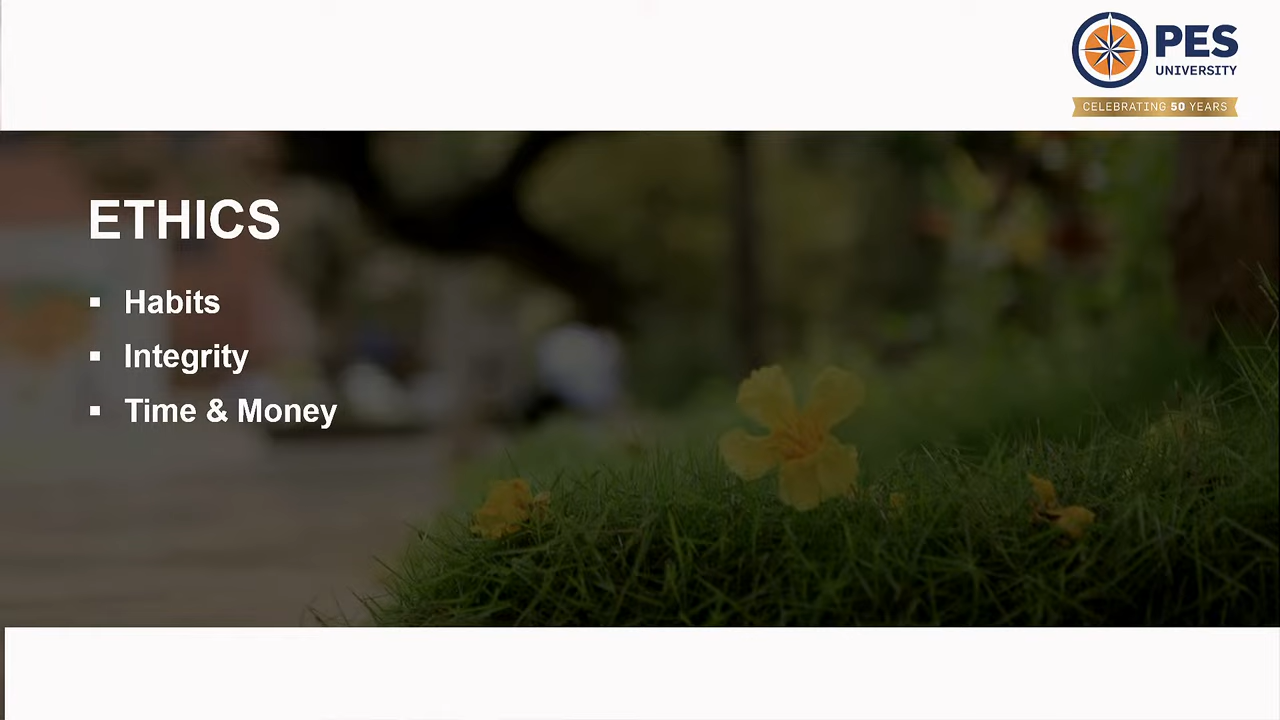 PES
UNIVERSITY
CELEBRATING 50 YEARS
ETHICS
▪ Habits
▪ Integrity
▪ Time & Money